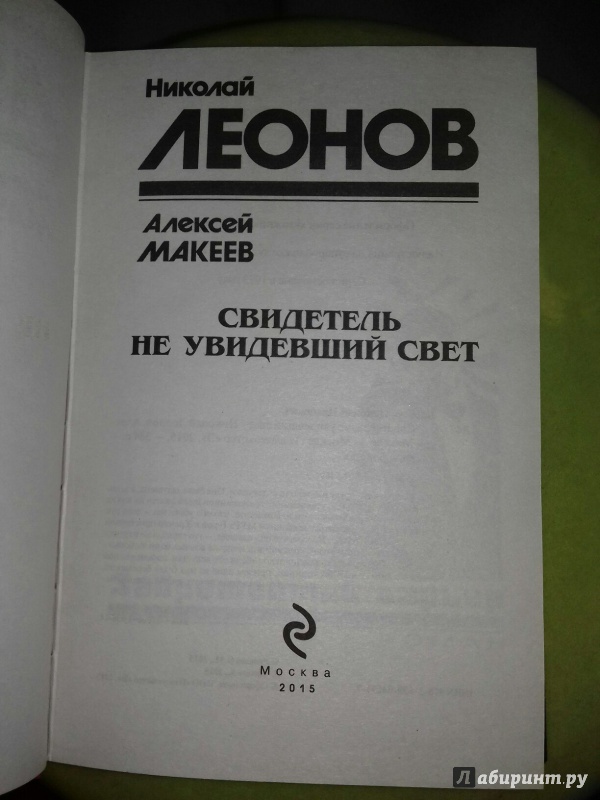 Николай
ЛЕОНОВ
Алексей
МАКЕЕВ
СВИДЕТЕЛЬ
НЕ УВИДЕВШИЙ СВЕТ
Москва
2015
Лабиринт.ру